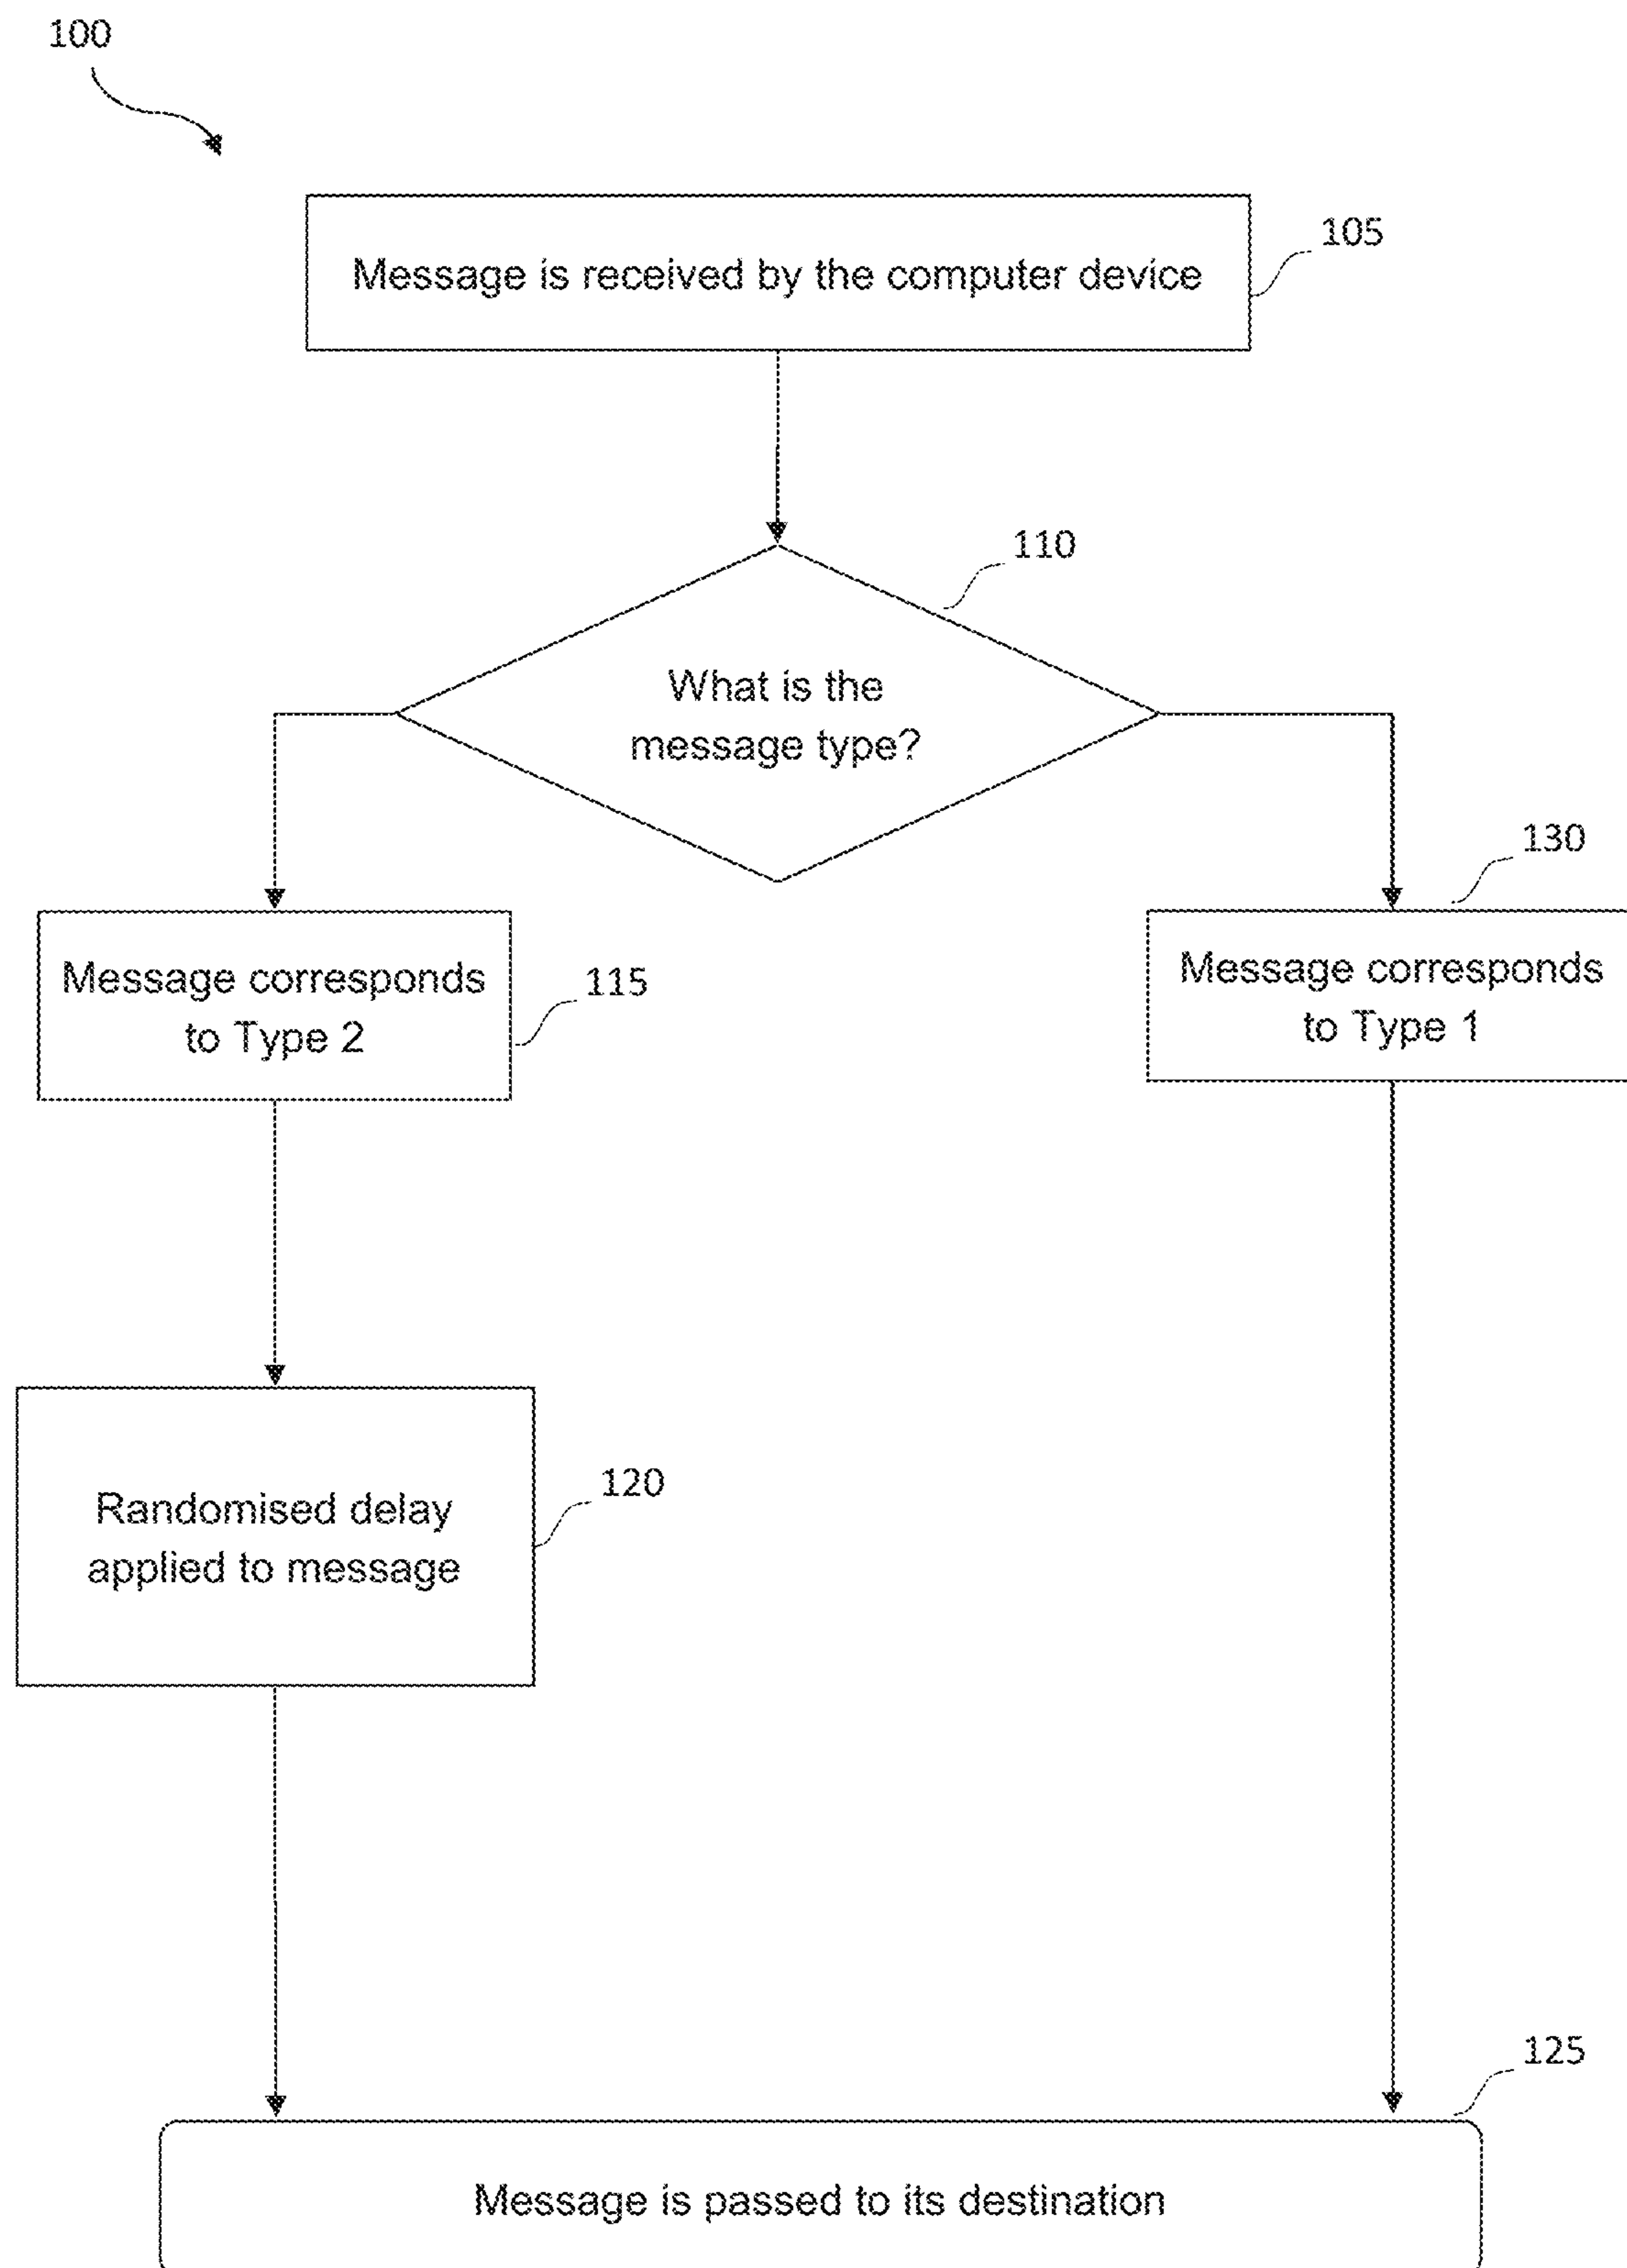 100
Message is received by the computer device
105
What is the
message type?
110
Message corresponds
to Type 2
115
Message corresponds
to Type 1
130
Randomised delay
applied to message
120
Message is passed to its destination
125